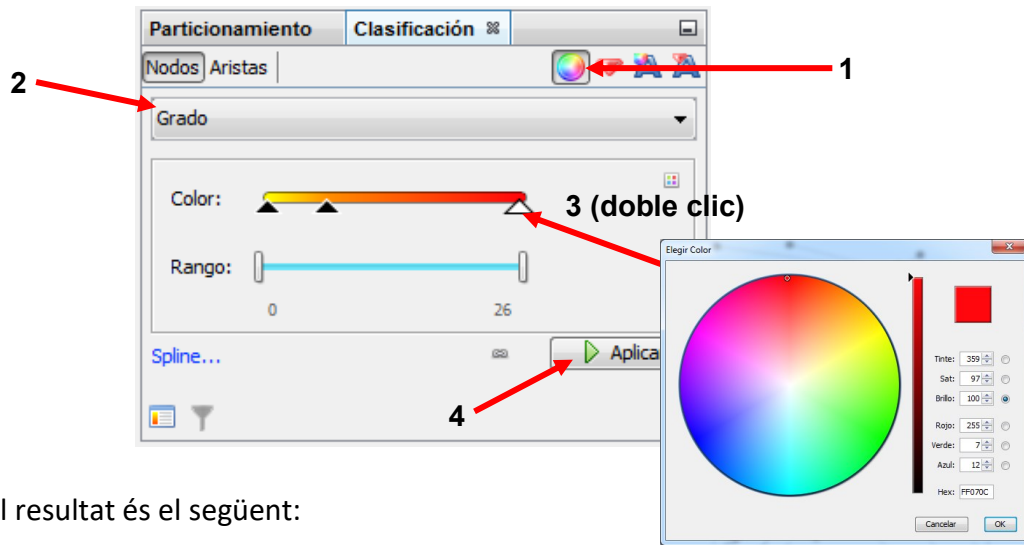 Particionamiento Clasificación
Nodos Aristas
1
2
Grado
Color:
3 (doble clic)
Rango:
0 26
Spline...
Aplica
4
Elegir Color
Tinte: 359
Sat: 97
Brillo: 100
Rojo: 255
Verde: 7
Azul: 12
Hex: FF070C
Cancelar OK
l resultat és el següent: